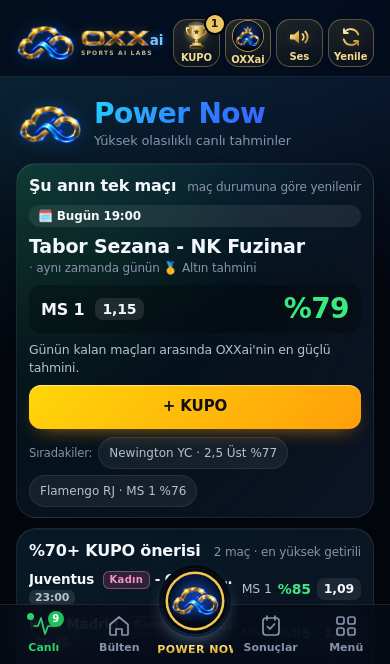 OXX ai
SPORTS AI LABS
1
KUPO
OXXai
Ses
Yenile
Power Now
Yüksek olasılıklı canlı tahminler
Şu anın tek maçı maç durumuna göre yenilenir
Bugün 19:00
Tabor Sezana - NK Fuzinar
· aynı zamanda günün 🥇 Altın tahmini
MS 1 1,15 %79
Günün kalan maçları arasında OXXai'nin en güçlü
tahmini.
+ KUPO
Sıradakiler: Newington YC · 2,5 Üst %77
Flamengo RJ · MS 1 %76
%70+ KUPO önerisi 2 maç · en yüksek getirili
Juventus Kadın - MS 1 %85 1,09
23:00
9
Canlı
Bülten
POWER NOW
Sonuçlar
Menü